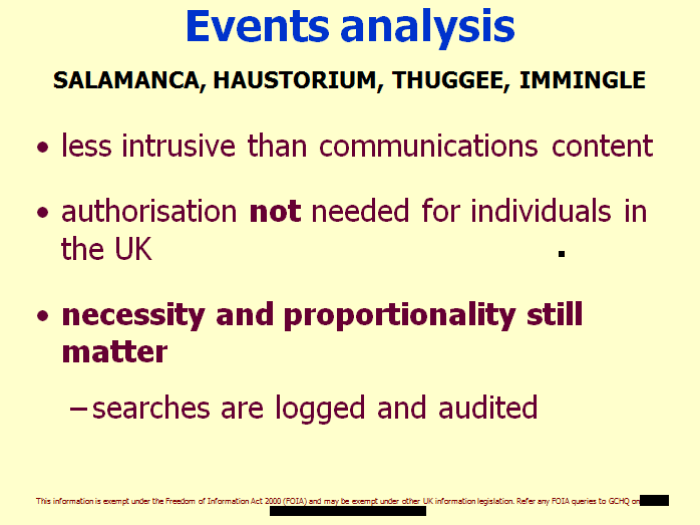 Events analysis
SALAMANCA, HAUSTORIUM, THUGGEE, IMMINGLE
• less intrusive than communications content
• authorisation not needed for individuals in
the UK
• necessity and proportionality still
matter
– searches are logged and audited
This information is exempt under the Freedom of Information Act 2000 (FOIA) and may be exempt under other UK information legislation. Refer any FOIA queries to GCHQ on